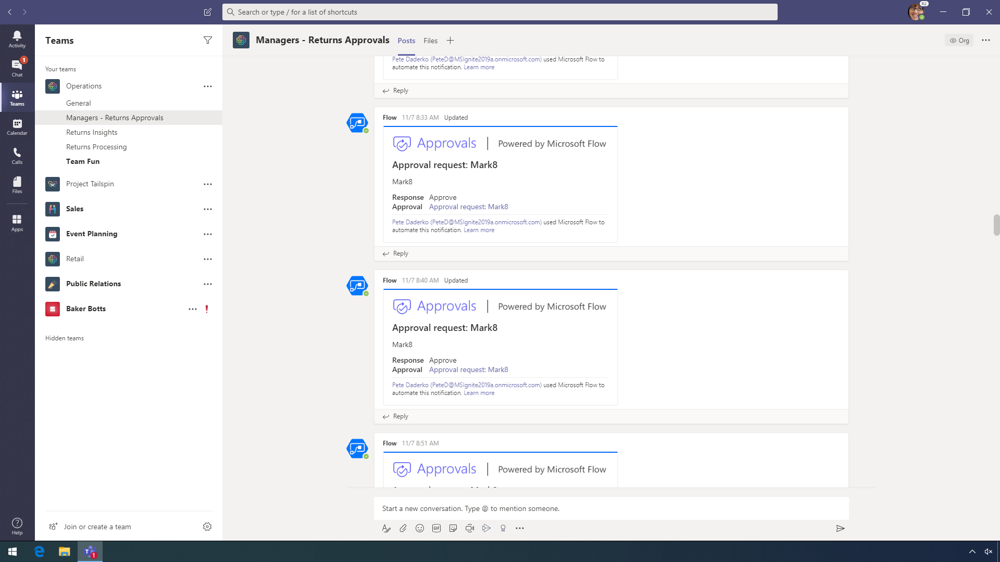 Search or type / for a list of shortcuts
R2
Activity
Chat
1
Teams
Calendar
Calls
Files
Apps
Help
Teams
Your teams
Operations
General
Managers - Returns Approvals
Returns Insights
Returns Processing
Team Fun
Project Tailspin
Sales
Event Planning
Retail
Public Relations
Baker Botts
Hidden teams
Join or create a team
Managers - Returns Approvals
Posts
Files
Org
Pete Daderko (PeteD@MSIgnite2019a.onmicrosoft.com) used Microsoft Flow to
automate this notification. Learn more
Reply
Flow 11/7 8:33 AM Updated
Approvals | Powered by Microsoft Flow
Approval request: Mark8
Mark8
Response Approve
Approval Approval request: Mark8
Pete Daderko (PeteD@MSIgnite2019a.onmicrosoft.com) used Microsoft Flow to
automate this notification. Learn more
Reply
Flow 11/7 8:40 AM Updated
Approvals | Powered by Microsoft Flow
Approval request: Mark8
Mark8
Response Approve
Approval Approval request: Mark8
Pete Daderko (PeteD@MSIgnite2019a.onmicrosoft.com) used Microsoft Flow to
automate this notification. Learn more
Reply
Flow 11/7 8:51 AM
Approvals | Powered by Microsoft Flow
Start a new conversation. Type @ to mention someone.
GIF
T
1